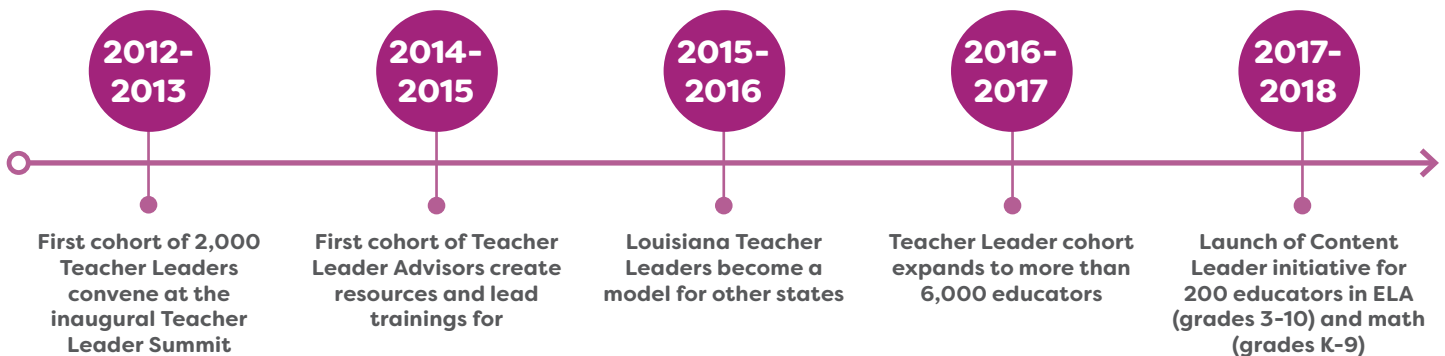 2012-
2013
First cohort of 2,000
Teacher Leaders
convene at the
inaugural Teacher
Leader Summit
2014-
2015
First cohort of Teacher
Leader Advisors create
resources and lead
trainings for
2015-
2016
Louisiana Teacher
Leaders become a
model for other states
2016-
2017
Teacher Leader cohort
expands to more than
6,000 educators
2017-
2018
Launch of Content
Leader initiative for
200 educators in ELA
(grades 3-10) and math
(grades K-9)